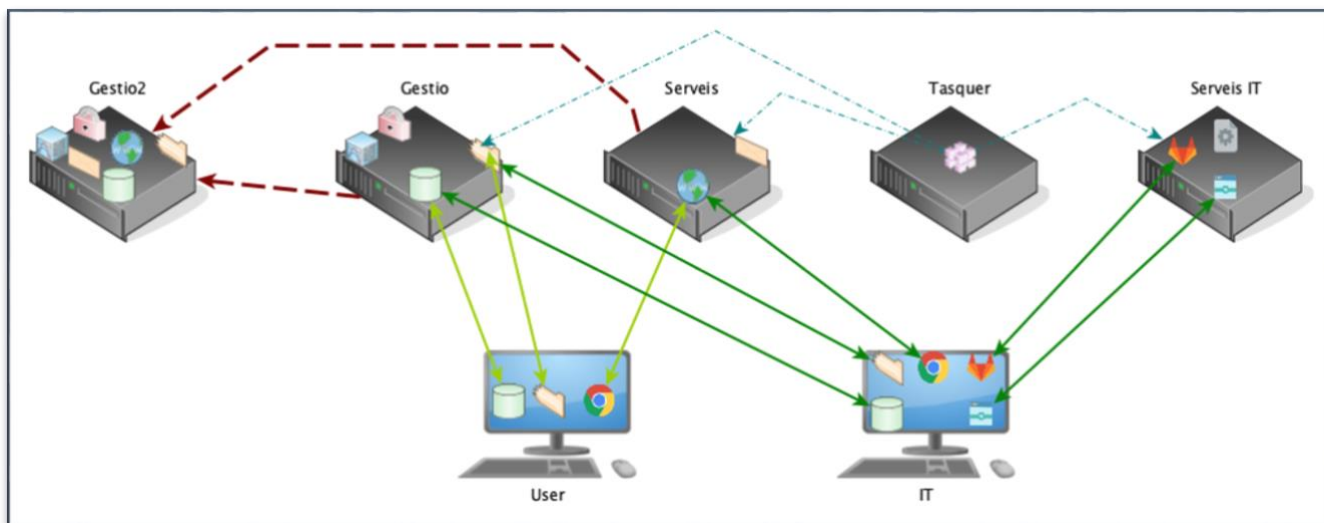 Gestio2
Gestio
Serveis
Tasquer
Serveis IT
User
IT